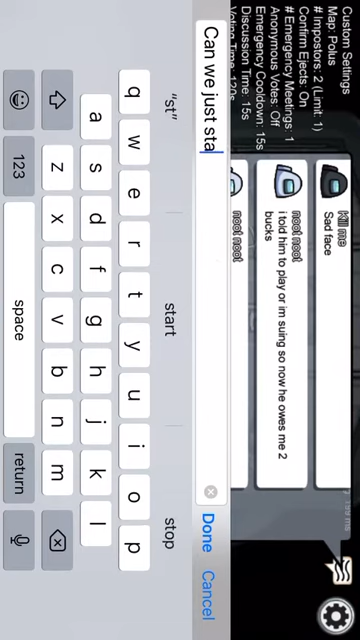 Custom Settings
Map: Polus
# Impostors: 2 (Limit: 1)
Confirm Ejects: On
# Emergency Meetings: 1
Anonymous Votes: Off
Emergency Cooldown: 15s
Discussion Time: 15s
Voting Time: 120s
kill me
Sad face
noot noot
i told him to play or im suing so now he owes me 2
bucks
noot noot
Can we just sta
Done Cancel
"st" start stop
q w e r t y u i o p
a s d f g h j k l
z x c v b n m
123 space return